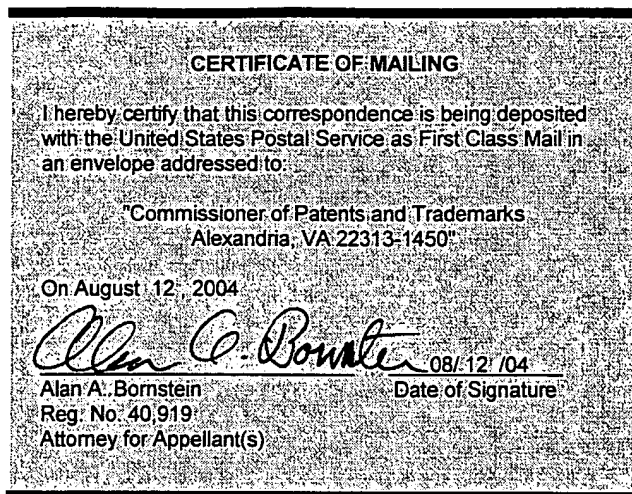 CERTIFICATE OF MAILING
I hereby certify that this correspondence is being deposited
with the United States Postal Service as First Class Mail in
an envelope addressed to:
"Commissioner of Patents and Trademarks
Alexandria, VA 22313-1450"
On August 12, 2004
Alan A. Bornstein 08/ 12 /04
Alan A. Bornstein Date of Signature
Reg. No. 40,919
Attorney for Appellant(s)